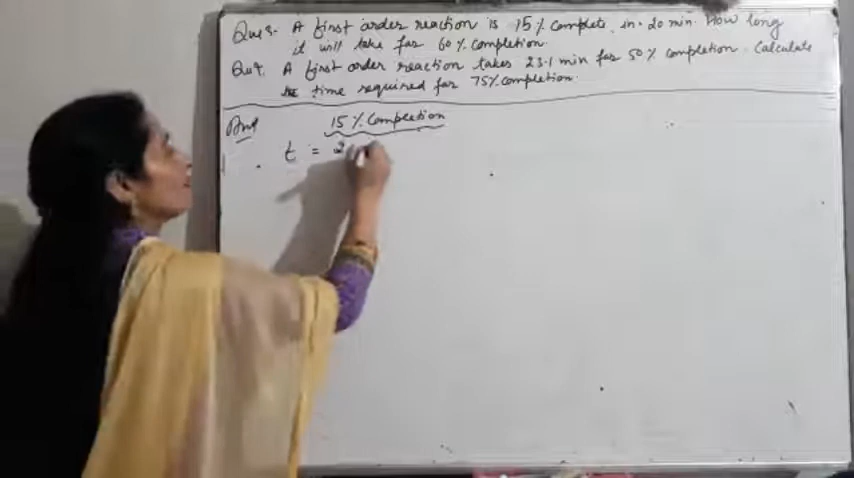 Ques. A first order reaction is 15% complete in 20 min. How long
it will take for 60% completion.
Qu4. A first order reaction takes 23.1 min for 50% completion. Calculate
the time required for 75% completion.
Ans 15% Completion
t = 2